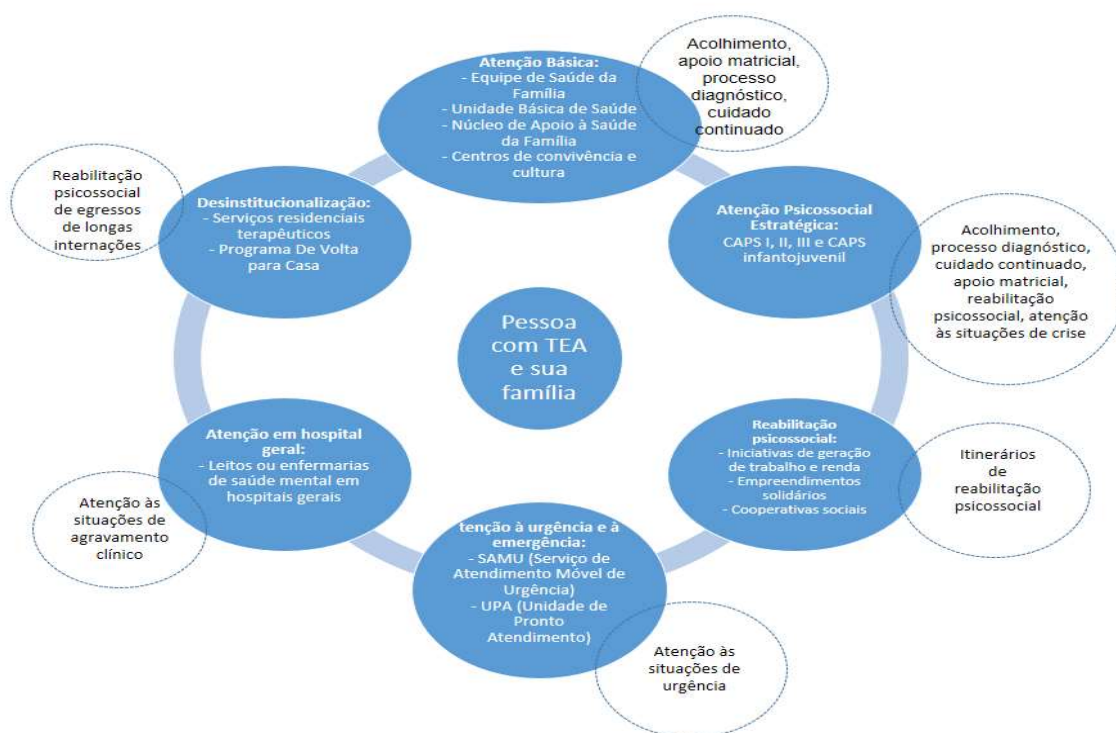 Atenção Básica:
- Equipe de Saúde da
Família
- Unidade Básica de Saúde
- Núcleo de Apoio à Saúde
da Família
- Centros de convivência e
cultura
Acolhimento,
apoio matricial,
processo
diagnóstico,
cuidado
continuado
Atenção Psicossocial
Estratégica:
CAPS I, II, III e CAPS
infantojuvenil
Acolhimento,
processo diagnóstico,
cuidado continuado,
apoio matricial,
reabilitação
psicossocial, atenção
às situações de crise
Reabilitação
psicossocial:
- Iniciativas de geração
de trabalho e renda
- Empreendimentos
solidários
- Cooperativas sociais
Itinerários
de
reabilitação
psicossocial
tenção à urgência e à
emergência:
- SAMU (Serviço de
Atendimento Móvel de
Urgência)
- UPA (Unidade de
Pronto
Atendimento)
Atenção às
situações de
urgência
Atenção em hospital
geral:
- Leitos ou enfermarias
de saúde mental em
hospitais gerais
Atenção às
situações de
agravamento
clínico
Desinstitucionalização:
- Serviços residenciais
terapêuticos
- Programa De Volta
para Casa
Reabilitação
psicossocial
de egressos
de longas
internações
Pessoa
com TEA
e sua
família